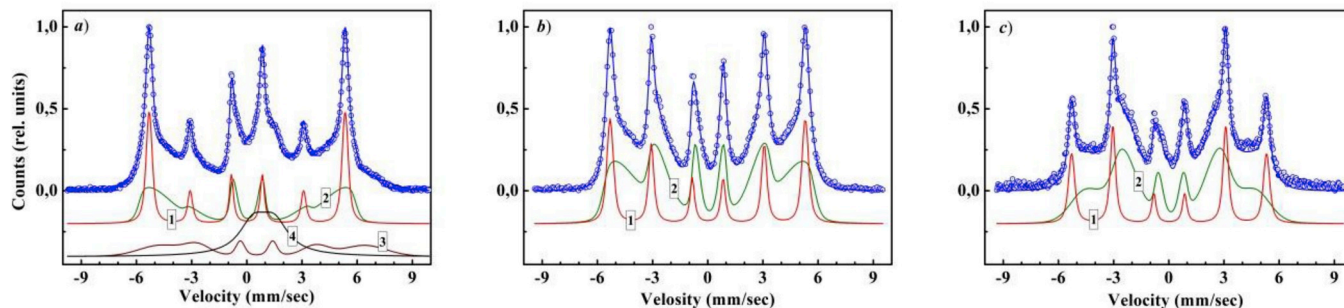 Counts (rel. units)
a)
1,0
0,5
0,0
1
2
3
4
-9 -6 -3 0 3 6 9
Velocity (mm/sec)
b)
1,0
0,5
0,0
1
2
-9 -6 -3 0 3 6 9
Velosity (mm/sec)
c)
1,0
0,5
0,0
1
2
-9 -6 -3 0 3 6 9
Velocity (mm/sec)